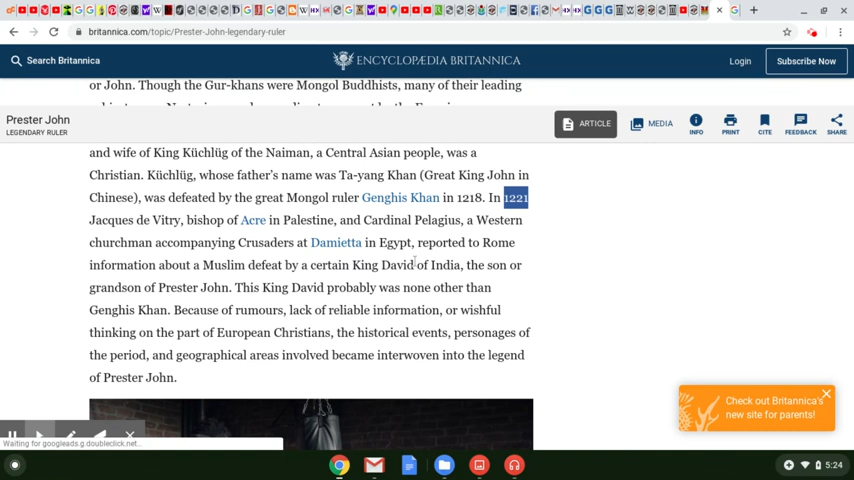 britannica.com/topic/Prester-John-legendary-ruler
Search Britannica
ENCYCLOPÆDIA BRITANNICA
Login
Subscribe Now
or John. Though the Gur-khans were Mongol Buddhists, many of their leading
Prester John
LEGENDARY RULER
ARTICLE
MEDIA
INFO
PRINT
CITE
FEEDBACK
SHARE
and wife of King Küchlüg of the Naiman, a Central Asian people, was a
Christian. Küchlüg, whose father's name was Ta-yang Khan (Great King John in
Chinese), was defeated by the great Mongol ruler Genghis Khan in 1218. In 1221
Jacques de Vitry, bishop of Acre in Palestine, and Cardinal Pelagius, a Western
churchman accompanying Crusaders at Damietta in Egypt, reported to Rome
information about a Muslim defeat by a certain King David of India, the son or
grandson of Prester John. This King David probably was none other than
Genghis Khan. Because of rumours, lack of reliable information, or wishful
thinking on the part of European Christians, the historical events, personages of
the period, and geographical areas involved became interwoven into the legend
of Prester John.
Check out Britannica's
new site for parents!
Waiting for googleads.g.doubleclick.net...
5:24